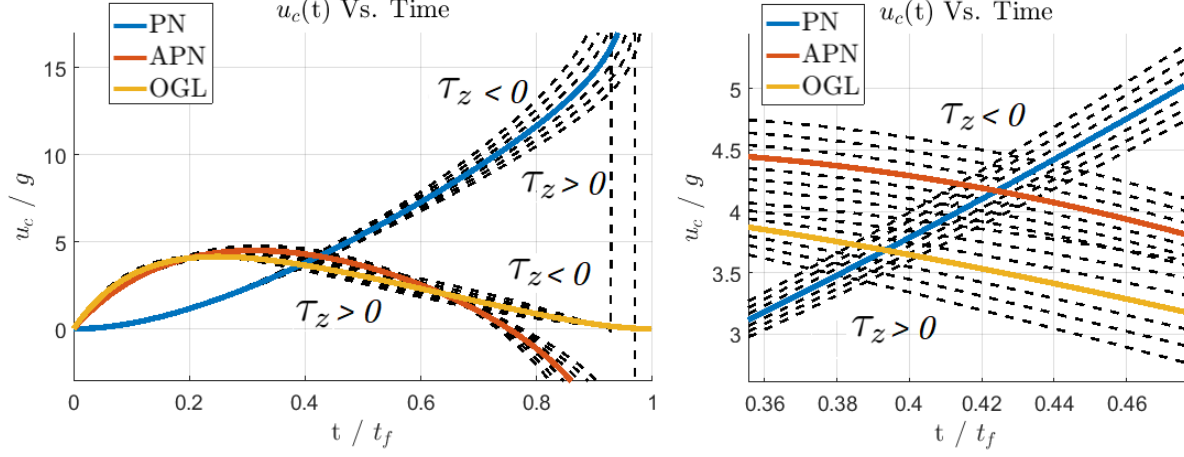 u_c(t) Vs. Time
PN
APN
OGL
τ_z < 0
τ_z > 0
τ_z < 0
τ_z > 0
15
10
5
0
u_c / g
0 0.2 0.4 0.6 0.8 1
t / t_f
u_c(t) Vs. Time
PN
APN
OGL
τ_z < 0
τ_z > 0
5
4.5
4
3.5
3
u_c / g
0.36 0.38 0.4 0.42 0.44 0.46
t / t_f